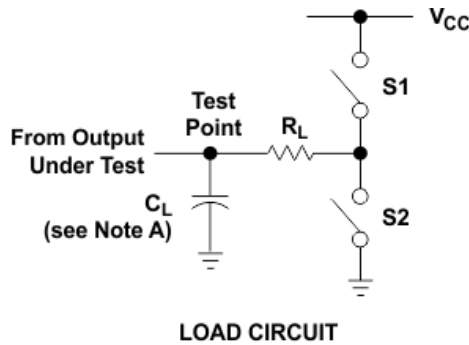 VCC
S1
Test
Point
RL
From Output
Under Test
CL
(see Note A)
S2
LOAD CIRCUIT